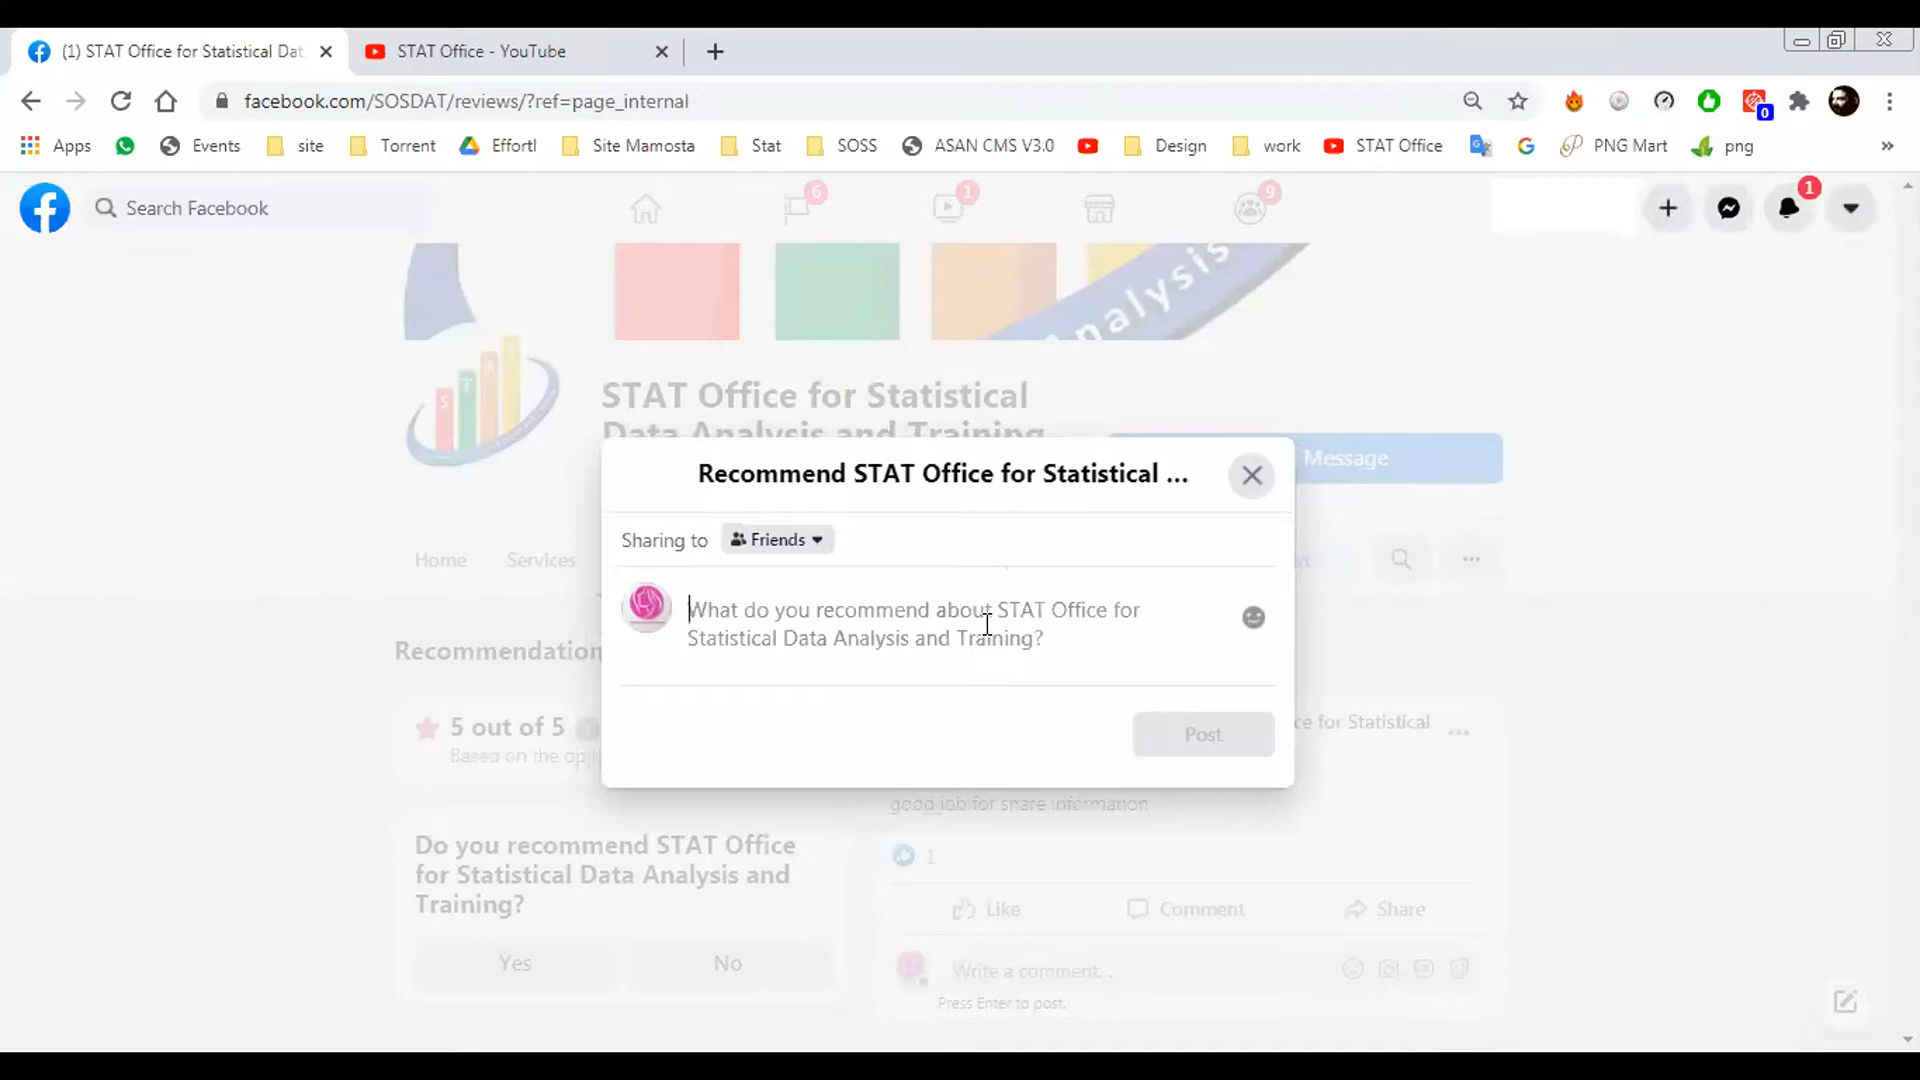 (1) STAT Office for Statistical Dat
STAT Office - YouTube
facebook.com/SOSDAT/reviews/?ref=page_internal
0
Apps
Events
site
Torrent
Effortl
Site Mamosta
Stat
SOSS
ASAN CMS V3.0
Design
work
STAT Office
PNG Mart
png
»
Search Facebook
6
1
9
1
Analysis
S T A T
STAT Office for Statistical
Data Analysis and Training
Message
Recommend STAT Office for Statistical ...
Sharing to
Friends
Home
Services
What do you recommend about STAT Office for
Statistical Data Analysis and Training?
Post
Recommendation
5 out of 5
Based on the opi
ce for Statistical
good job for share information
Do you recommend STAT Office
for Statistical Data Analysis and
Training?
Yes
No
1
Like
Comment
Share
Write a comment...
Press Enter to post.